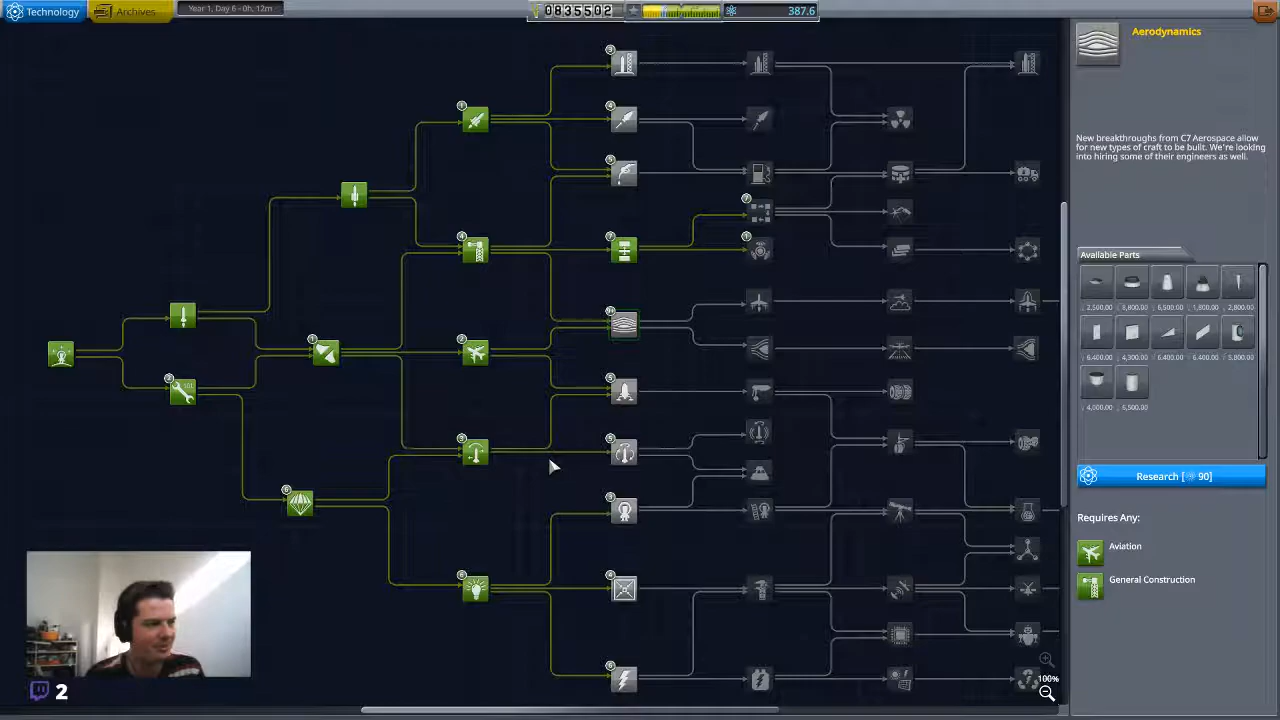 Technology
Archives
Year 1, Day 6 - 0h, 12m
0835502
387.6
Aerodynamics
New breakthroughs from C7 Aerospace allow
for new types of craft to be built. We're looking
into hiring some of their engineers as well.
Available Parts
2,500.00 6,800.00 6,500.00 1,800.00 2,800.00
6,400.00 4,300.00 6,400.00 6,400.00 5,800.00
4,000.00 6,500.00
Research [90]
Requires Any:
Aviation
General Construction
100%
2